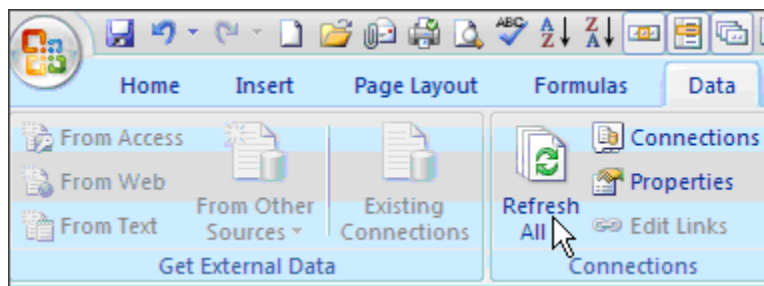 ABC
A
Z
Z
A
Home Insert Page Layout Formulas Data
From Access
From Web
From Text
From Other
Sources
Existing
Connections
Get External Data
Refresh
All
Connections
Properties
Edit Links
Connections